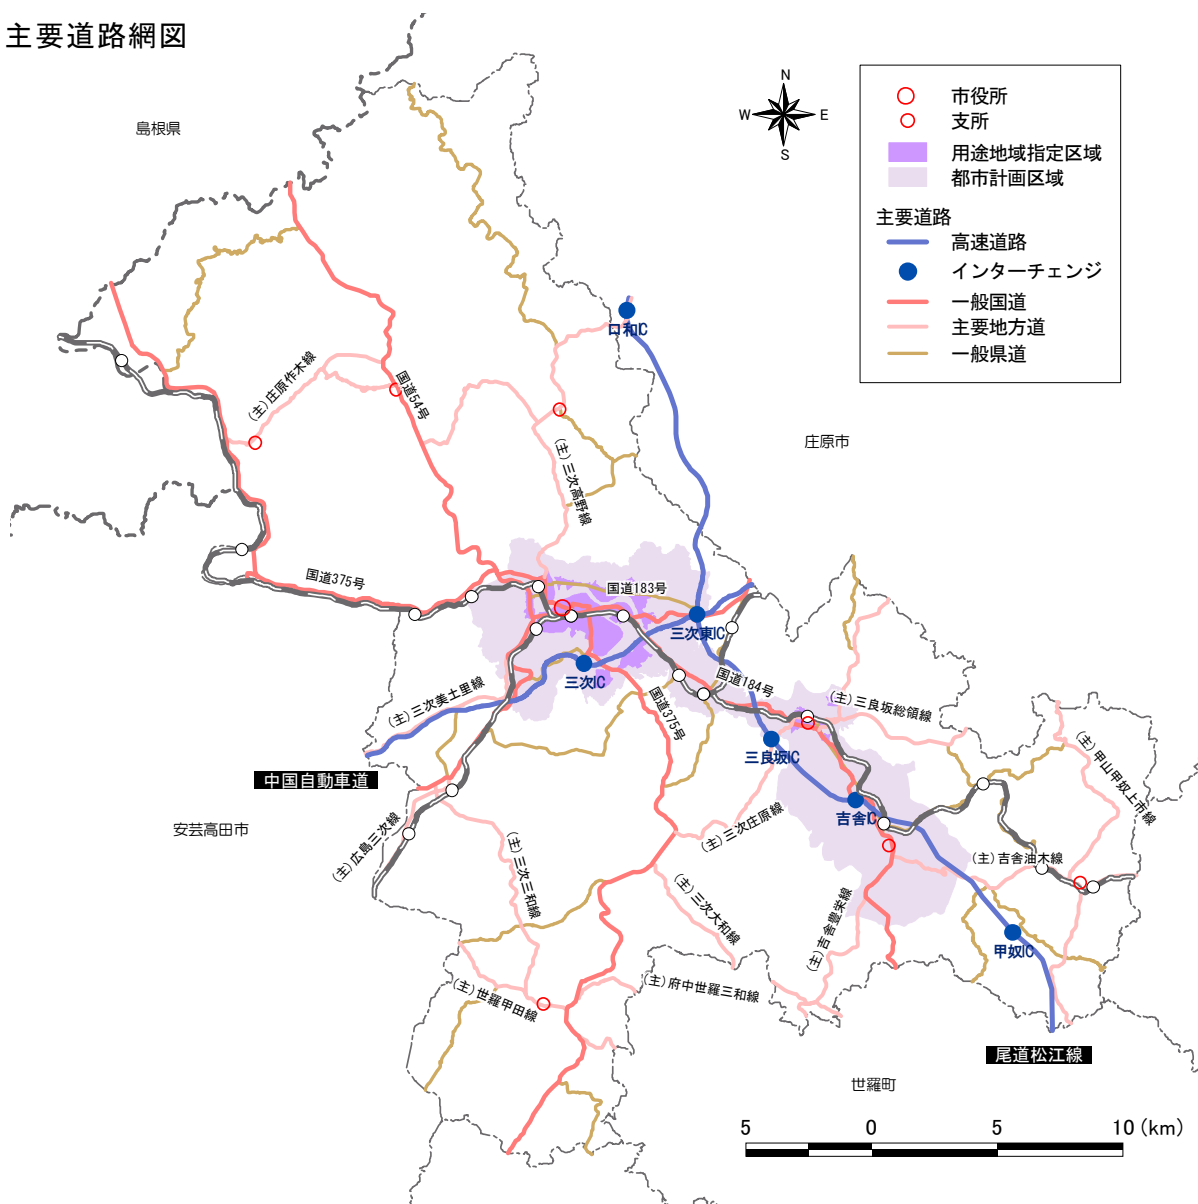 主要道路網図
島根県
N
W
E
S
市役所
支所
用途地域指定区域
都市計画区域
主要道路
高速道路
インターチェンジ
一般国道
主要地方道
一般県道
口和IC
(主)庄原作木線
国道54号
(主)三次高野線
庄原市
国道375号
国道183号
三次東IC
三次IC
国道184号
(主)三次美土里線
国道375号
(主)三良坂総領線
三良坂IC
中国自動車道
(主)甲山甲奴上市線
安芸高田市
(主)広島三次線
(主)三次庄原線
吉舎IC
(主)三次三和線
(主)吉舎油木線
(主)三次大和線
(主)吉舎豊栄線
甲奴IC
(主)世羅甲田線
(主)府中世羅三和線
尾道松江線
世羅町
5
0
5
10 (km)